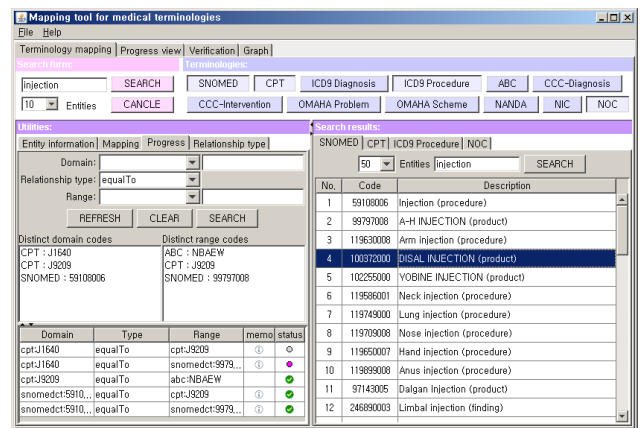 Mapping tool for medical terminologies
File Help
Terminology mapping Progress view Verification Graph
Search form: Terminologies:
injection SEARCH SNOMED CPT ICD9 Diagnosis ICD9 Procedure ABC CCC-Diagnosis
10 Entities CANCLE CCC-Intervention OMAHA Problem OMAHA Scheme NANDA NIC NOC
Utilities: Search results:
Entity information Mapping Progress Relationship type SNOMED CPT ICD9 Procedure NOC
Domain: 50 Entities injection SEARCH
Relationship type: equalTo
Range:
REFRESH CLEAR SEARCH
Distinct domain codes Distinct range codes
CPT : J1640 ABC : NBAEW
CPT : J9209 CPT : J9209
SNOMED : 59108006 SNOMED : 99797008
Domain Type Range memo status
cpt:J1640 equalTo cpt:J9209
cpt:J1640 equalTo snomedct:9979...
cpt:J9209 equalTo abc:NBAEW
snomedct:5910... equalTo cpt:J9209
snomedct:5910... equalTo snomedct:9979...
No. Code Description
1 59108006 Injection (procedure)
2 99797008 A-H INJECTION (product)
3 119630008 Arm injection (procedure)
4 100372000 DISAL INJECTION (product)
5 102255000 YOBINE INJECTION (product)
6 119586001 Neck injection (procedure)
7 119749000 Lung injection (procedure)
8 119709008 Nose injection (procedure)
9 119650007 Hand injection (procedure)
10 119899008 Anus injection (procedure)
11 97143005 Dalgan Injection (product)
12 246890003 Limbal injection (finding)